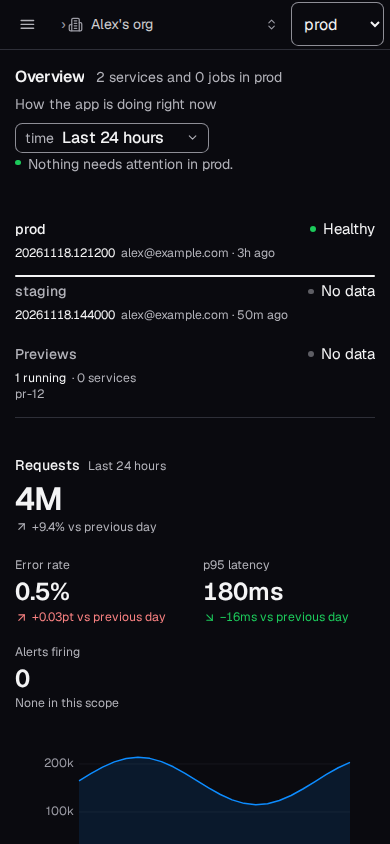 Alex's org
prod
Overview 2 services and 0 jobs in prod
How the app is doing right now
time Last 24 hours
Nothing needs attention in prod.
prod Healthy
20261118.121200 alex@example.com · 3h ago
staging No data
20261118.144000 alex@example.com · 50m ago
Previews No data
1 running · 0 services
pr-12
Requests Last 24 hours
4M
+9.4% vs previous day
Error rate p95 latency
0.5% 180ms
+0.03pt vs previous day −16ms vs previous day
Alerts firing
0
None in this scope
200k
100k